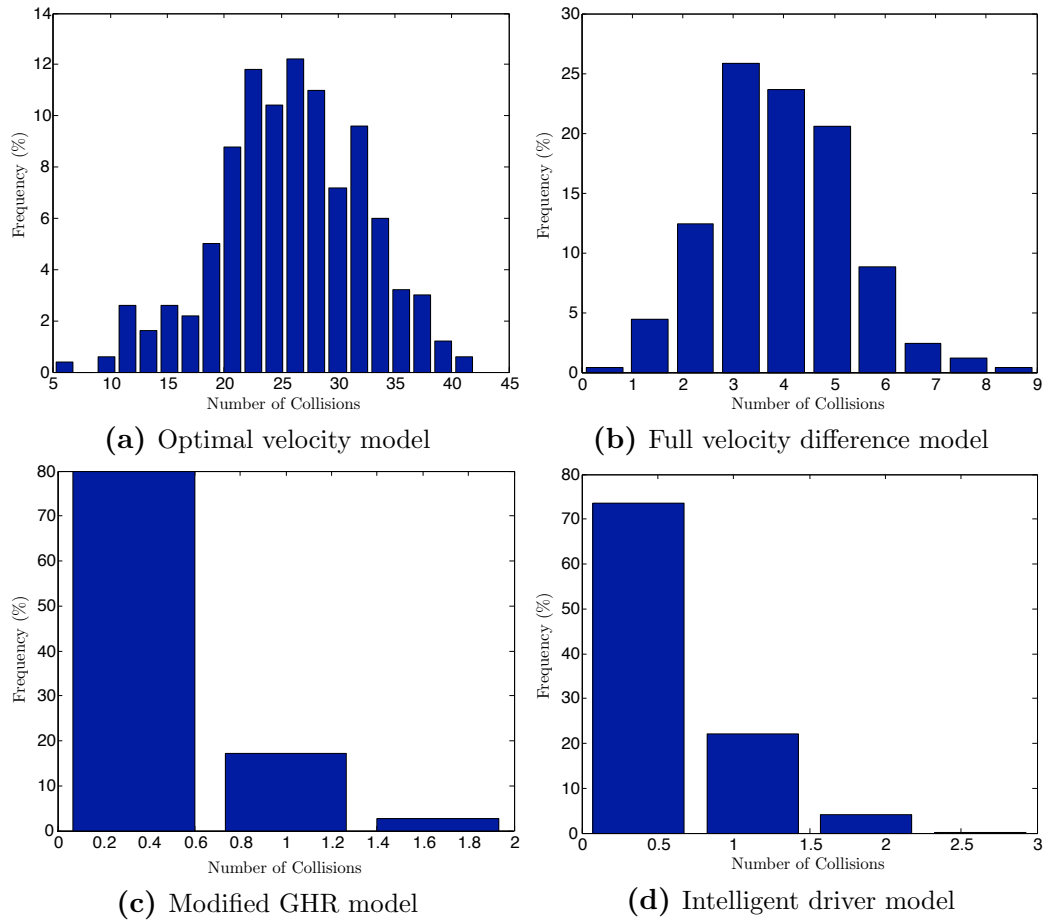 14
12
10
8
6
4
2
0
Frequency (%)
5 10 15 20 25 30 35 40 45
Number of Collisions
(a) Optimal velocity model
30
25
20
15
10
5
0
Frequency (%)
0 1 2 3 4 5 6 7 8 9
Number of Collisions
(b) Full velocity difference model
80
70
60
50
40
30
20
10
0
Frequency (%)
0 0.2 0.4 0.6 0.8 1 1.2 1.4 1.6 1.8 2
Number of Collisions
(c) Modified GHR model
80
70
60
50
40
30
20
10
0
Frequency (%)
0 0.5 1 1.5 2 2.5 3
Number of Collisions
(d) Intelligent driver model